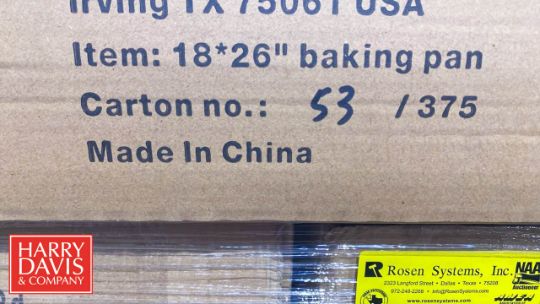 Irving TX 75061 USA
Item: 18*26" baking pan
Carton no.: 53 / 375
Made In China
HARRY
DAVIS
& COMPANY
Rosen Systems, Inc.
2323 Langford Street • Dallas • Texas • 75208
972-248-2266 • info@RosenSystems.com
www.rosensystems.com
NAA